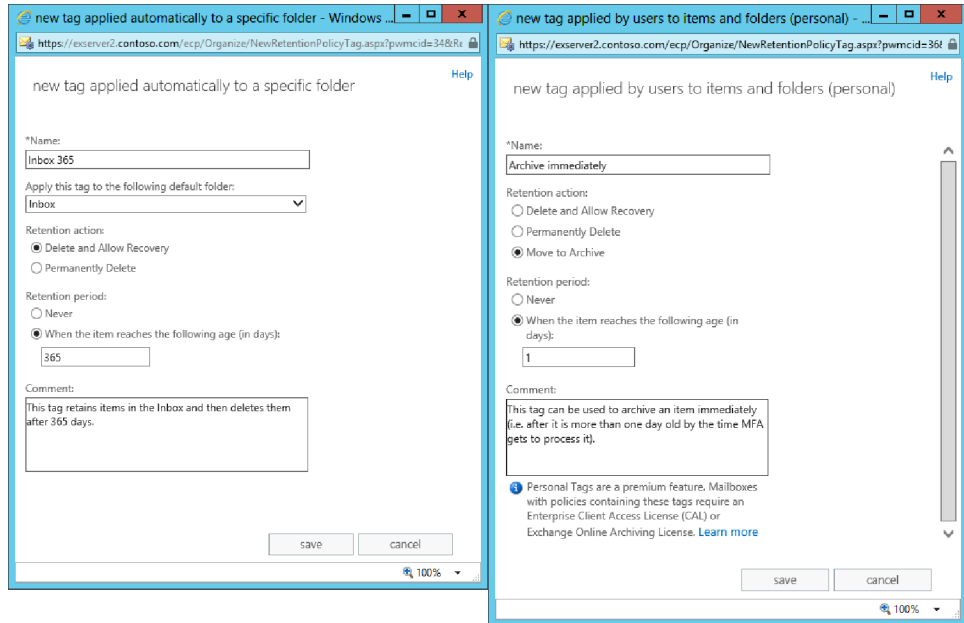 new tag applied automatically to a specific folder - Windows ...
https://exserver2.contoso.com/ecp/Organize/NewRetentionPolicyTag.aspx?pwmcid=34&Re
Help
new tag applied automatically to a specific folder
*Name:
Inbox 365
Apply this tag to the following default folder:
Inbox
Retention action:
Delete and Allow Recovery
Permanently Delete
Retention period:
Never
When the item reaches the following age (in days):
365
Comment:
This tag retains items in the Inbox and then deletes them
after 365 days.
save
cancel
100%
new tag applied by users to items and folders (personal) - ...
https://exserver2.contoso.com/ecp/Organize/NewRetentionPolicyTag.aspx?pwmcid=36&
Help
new tag applied by users to items and folders (personal)
*Name:
Archive immediately
Retention action:
Delete and Allow Recovery
Permanently Delete
Move to Archive
Retention period:
Never
When the item reaches the following age (in
days):
1
Comment:
This tag can be used to archive an item immediately
(i.e. after it is more than one day old by the time MFA
gets to process it).
Personal Tags are a premium feature. Mailboxes
with policies containing these tags require an
Enterprise Client Access License (CAL) or
Exchange Online Archiving License. Learn more
save
cancel
100%